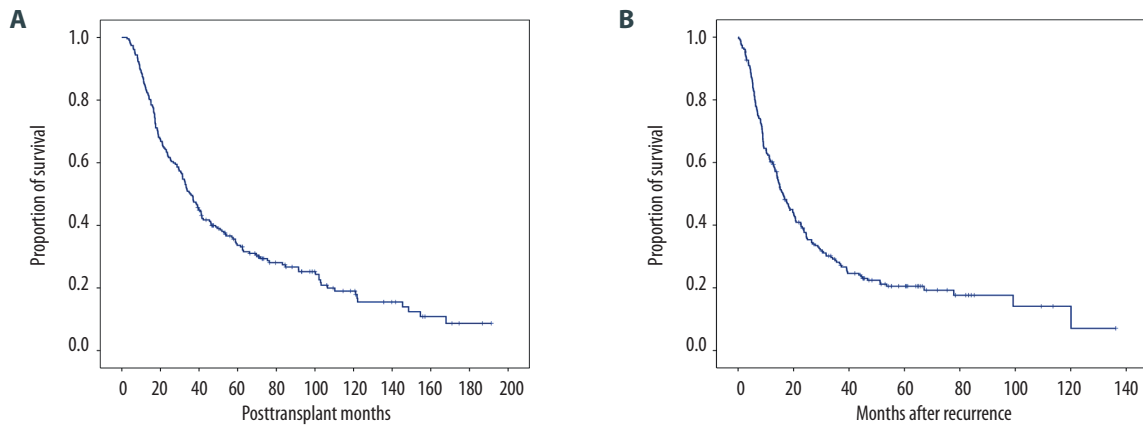 A
1.0
0.8
0.6
0.4
0.2
0.0
Proportion of survival
0 20 40 60 80 100 120 140 160 180 200
Posttransplant months
B
1.0
0.8
0.6
0.4
0.2
0.0
Proportion of survival
0 20 40 60 80 100 120 140
Months after recurrence